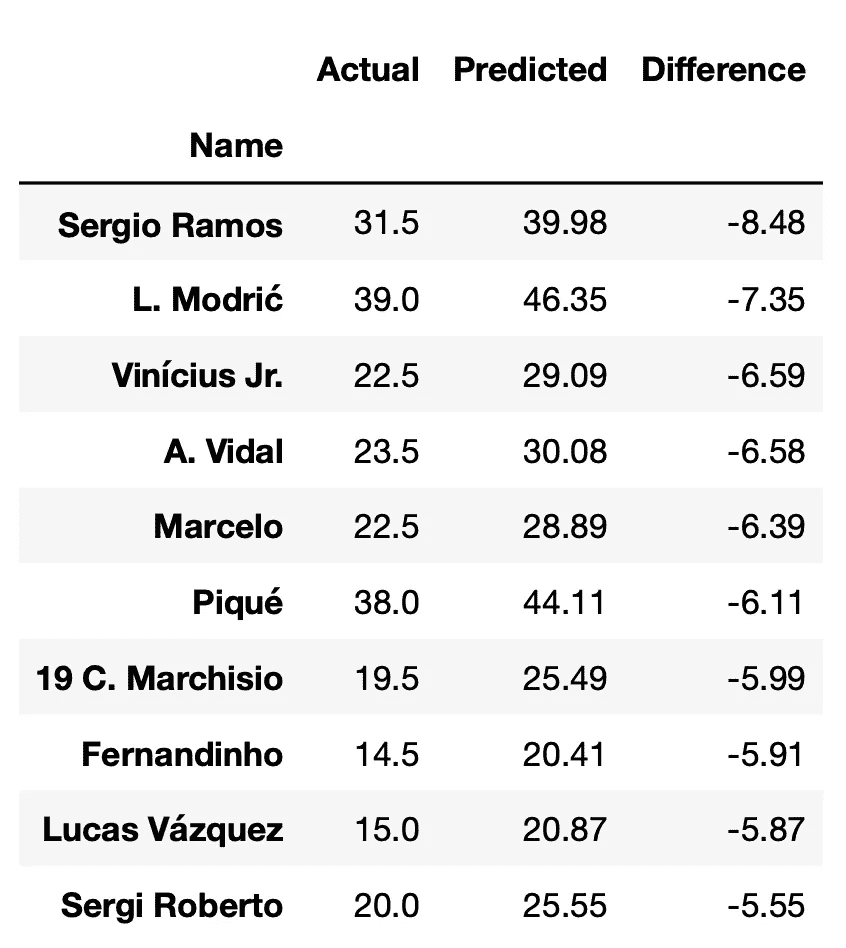 Actual Predicted Difference
Name
Sergio Ramos 31.5 39.98 -8.48
L. Modrić 39.0 46.35 -7.35
Vinícius Jr. 22.5 29.09 -6.59
A. Vidal 23.5 30.08 -6.58
Marcelo 22.5 28.89 -6.39
Piqué 38.0 44.11 -6.11
19 C. Marchisio 19.5 25.49 -5.99
Fernandinho 14.5 20.41 -5.91
Lucas Vázquez 15.0 20.87 -5.87
Sergi Roberto 20.0 25.55 -5.55